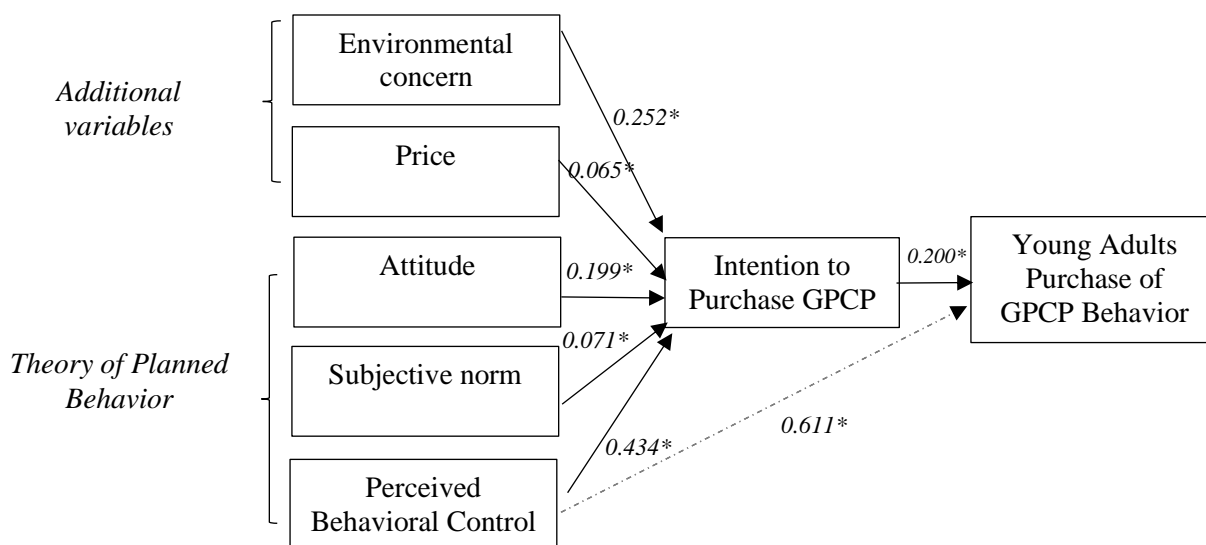 Additional
variables
Environmental
concern
0.252*
Price
0.065*
Theory of Planned
Behavior
Attitude
0.199*
Subjective norm
0.071*
Perceived
Behavioral Control
0.434*
0.611*
Intention to
Purchase GPCP
0.200*
Young Adults
Purchase of
GPCP Behavior